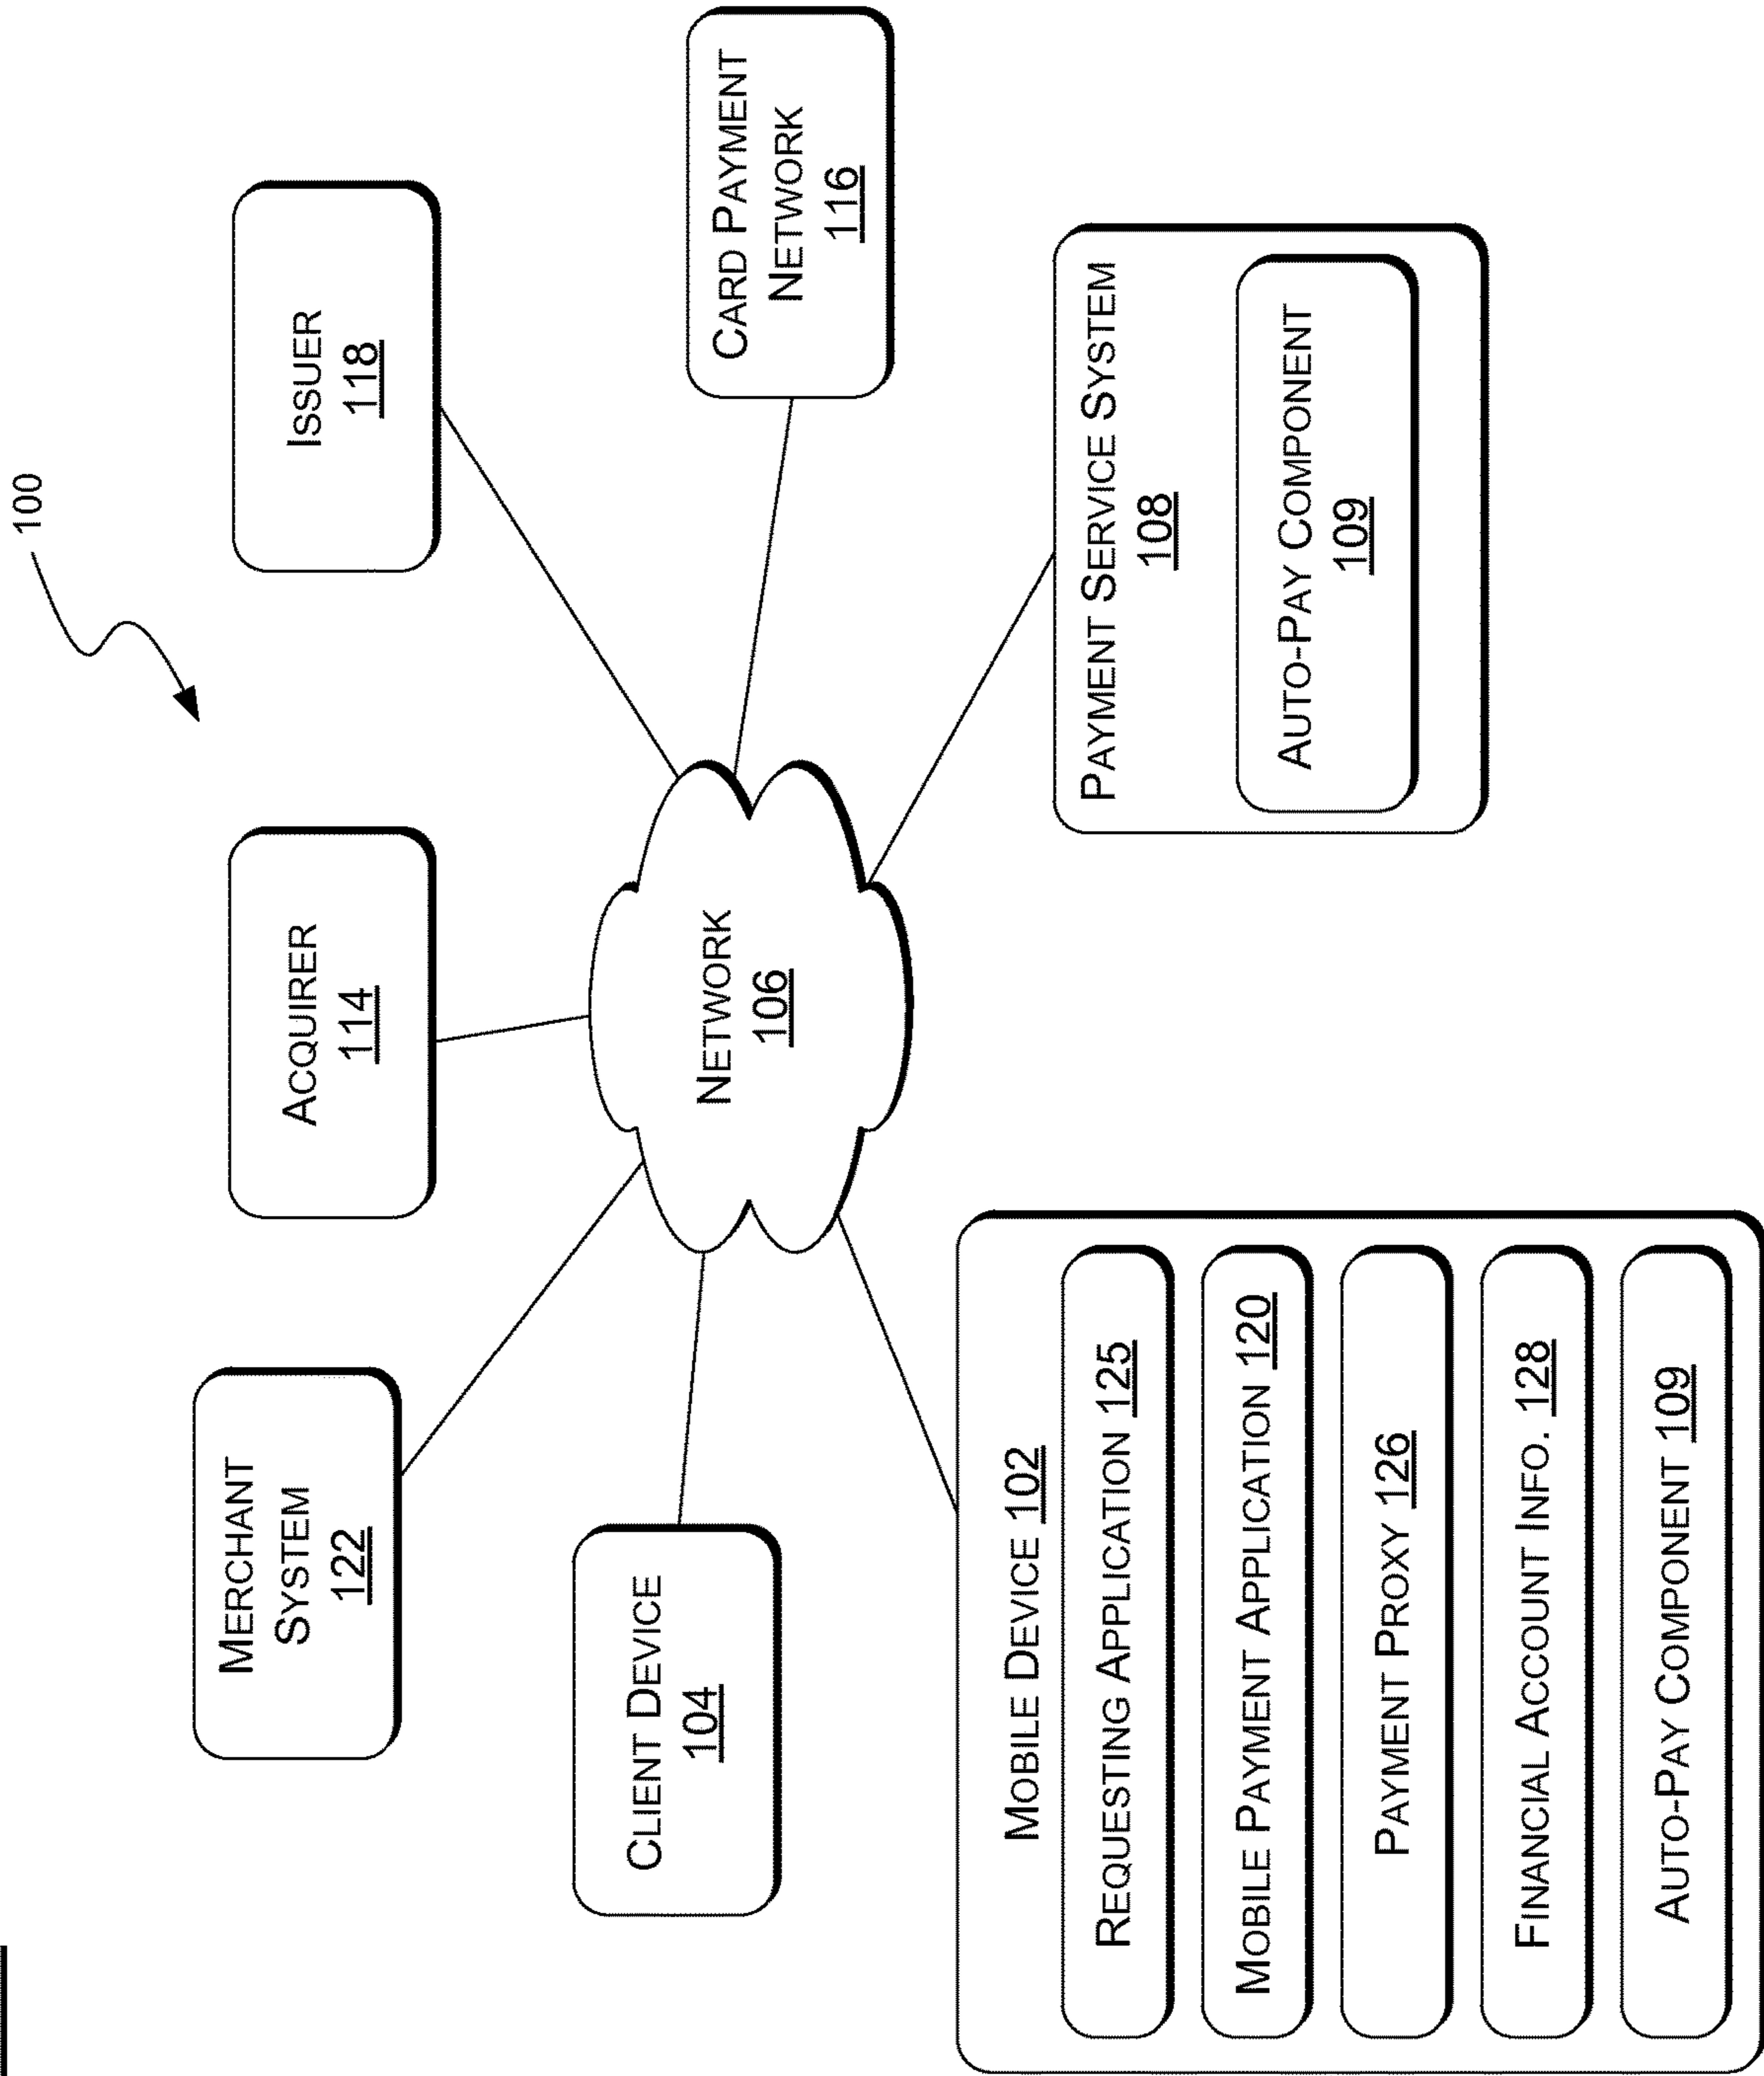 100
MERCHANT
SYSTEM
122
ACQUIRER
114
ISSUER
118
CLIENT DEVICE
104
NETWORK
106
CARD PAYMENT
NETWORK
116
MOBILE DEVICE 102
REQUESTING APPLICATION 125
MOBILE PAYMENT APPLICATION 120
PAYMENT PROXY 126
FINANCIAL ACCOUNT INFO. 128
AUTO-PAY COMPONENT 109
PAYMENT SERVICE SYSTEM
108
AUTO-PAY COMPONENT
109